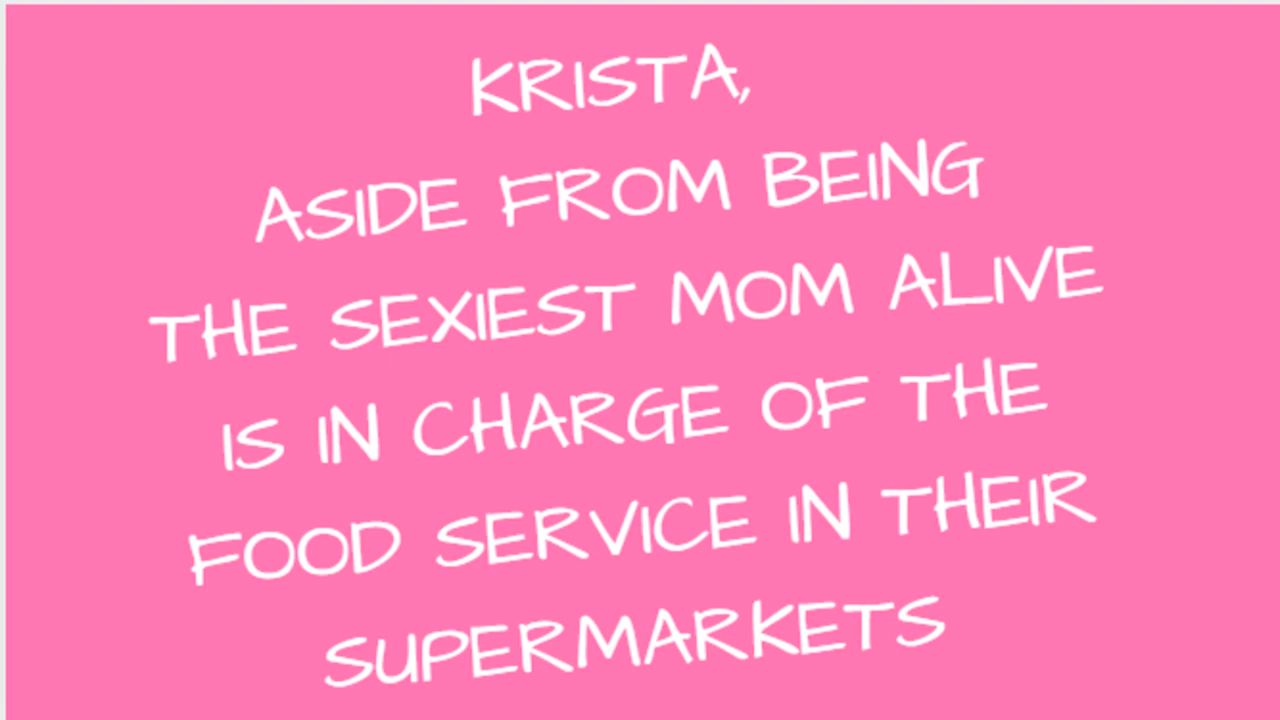 KRISTA,
ASIDE FROM BEING
THE SEXIEST MOM ALIVE
IS IN CHARGE OF THE
FOOD SERVICE IN THEIR
SUPERMARKETS